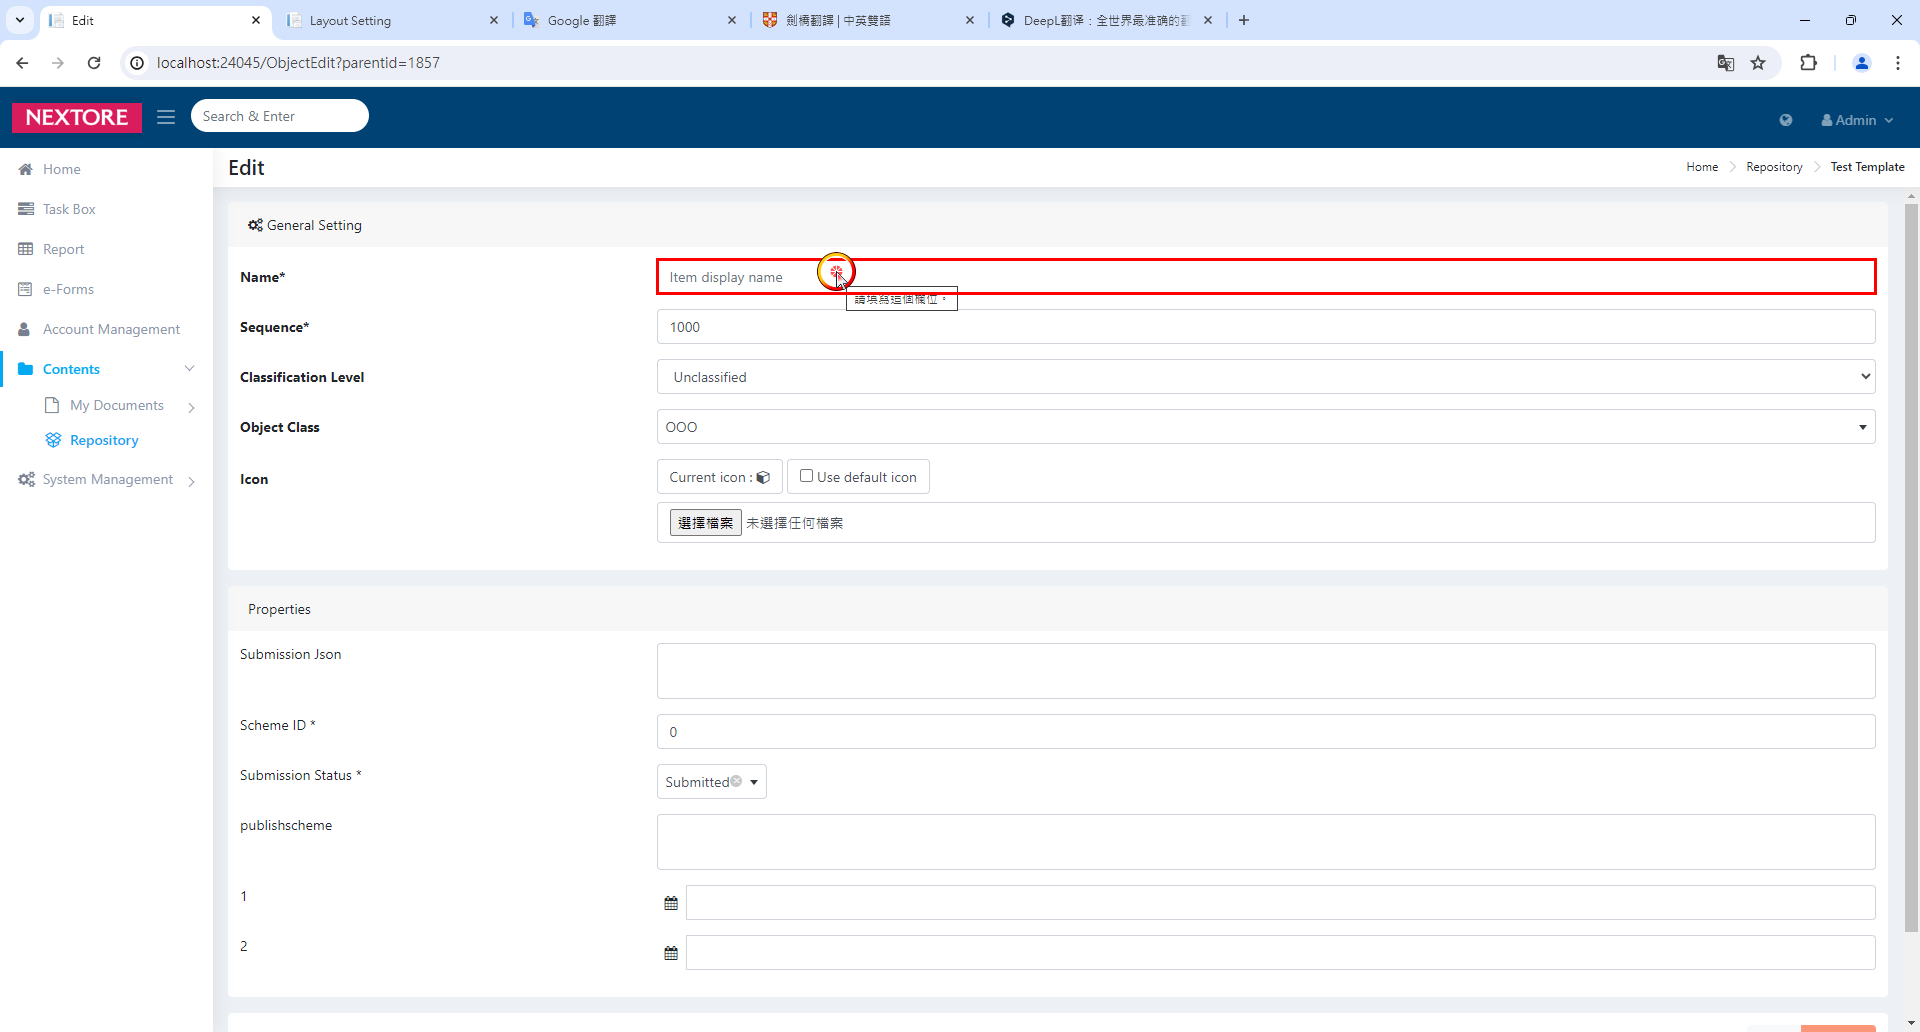 Edit
Layout Setting
Google 翻譯
劍橋翻譯 | 中英雙語
DeepL翻译：全世界最准确的
localhost:24045/ObjectEdit?parentid=1857
NEXTORE
Search & Enter
Admin
Home
Task Box
Report
e-Forms
Account Management
Contents
My Documents
Repository
System Management
Edit
Home
Repository
Test Template
General Setting
Name*
Item display name
請填寫這個欄位。
Sequence*
1000
Classification Level
Unclassified
Object Class
OOO
Icon
Current icon :
Use default icon
選擇檔案 未選擇任何檔案
Properties
Submission Json
Scheme ID *
0
Submission Status *
Submitted
publishscheme
1
2